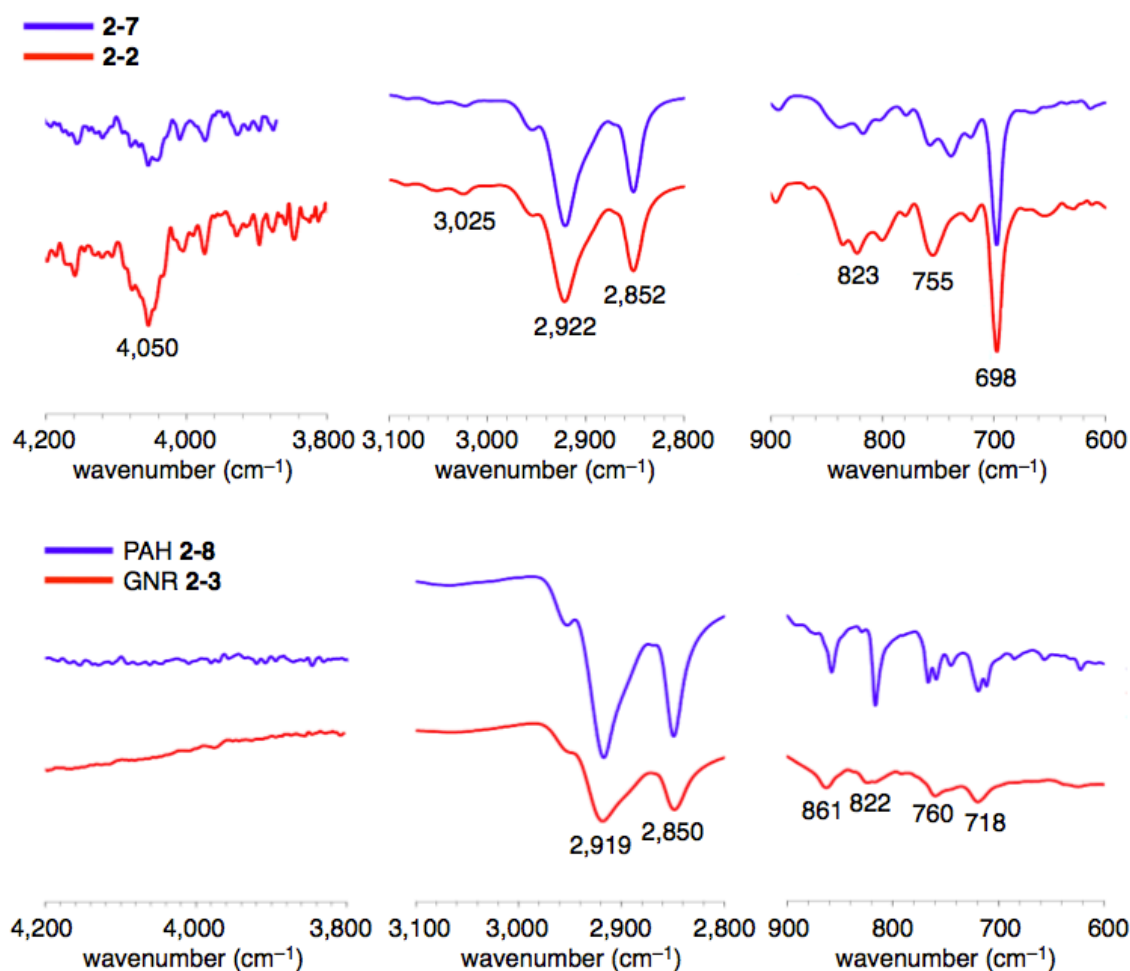 2-7
2-2
4,050
3,025
2,922
2,852
823
755
698
4,200 4,000 3,800
wavenumber (cm⁻¹)
3,100 3,000 2,900 2,800
wavenumber (cm⁻¹)
900 800 700 600
wavenumber (cm⁻¹)
PAH 2-8
GNR 2-3
2,919
2,850
861
822
760
718
4,200 4,000 3,800
wavenumber (cm⁻¹)
3,100 3,000 2,900 2,800
wavenumber (cm⁻¹)
900 800 700 600
wavenumber (cm⁻¹)